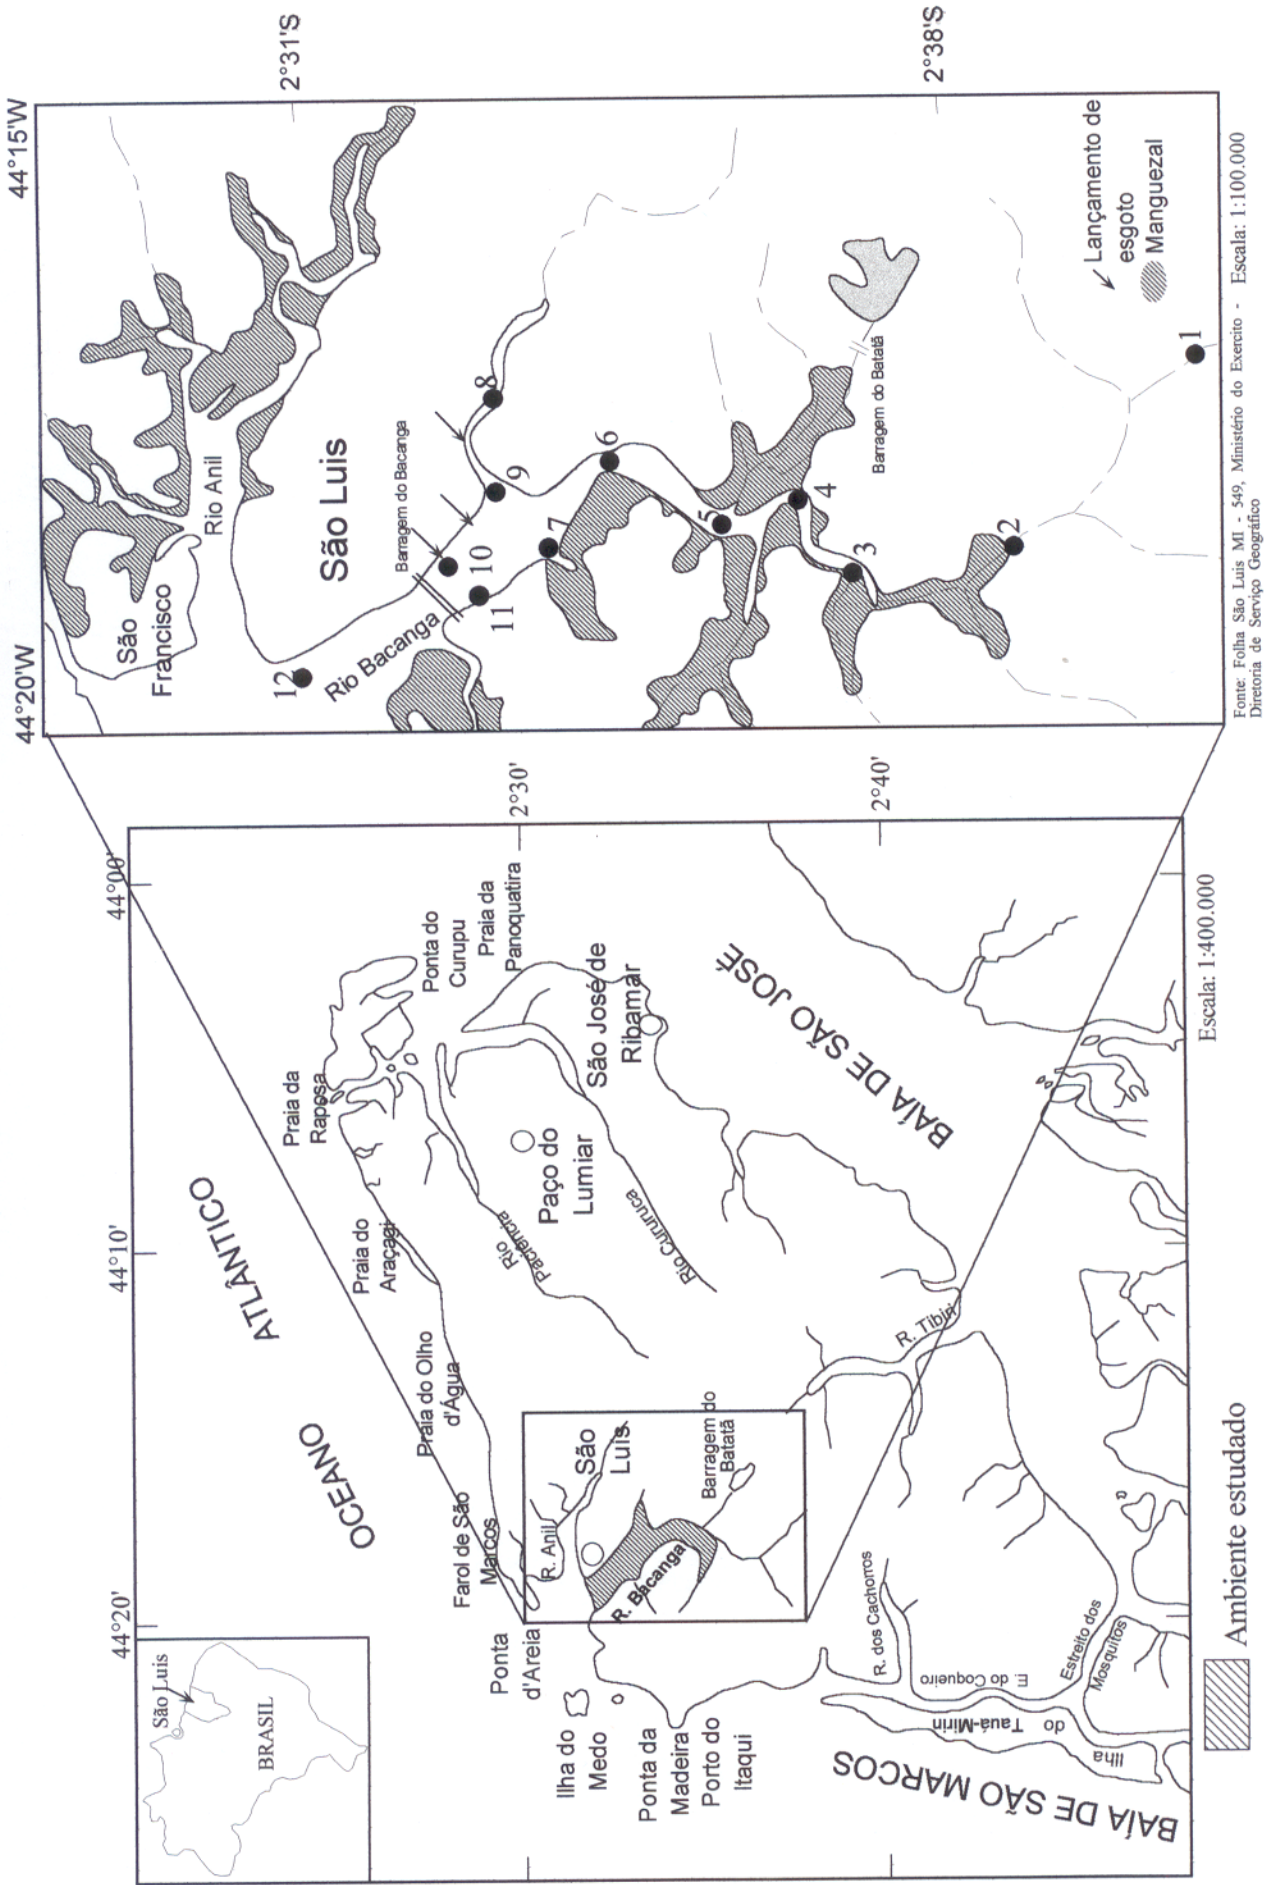 44°20'W
44°15'W
2°31'S
2°38'S
São
Francisco
Rio Anil
São Luis
Barragem do Bacanga
Rio Bacanga
12
11
10
9
8
7
6
5
4
3
2
1
Barragem do Batatã
Lançamento de
esgoto
Manguezal
Fonte: Folha São Luis MI - 549, Ministério do Exercito - Escala: 1:100.000
Diretoria de Serviço Geográfico
44°20'
44°10'
44°00'
2°30'
2°40'
São Luis
BRASIL
OCEANO
ATLÂNTICO
Praia da
Raposa
Ponta do
Curupu
Praia da
Panoquatira
Praia do
Araçagi
Praia do Olho
d'Água
Farol de São
Marcos
Ponta
d'Areia
Rio
Paciência
Paço do
Lumiar
São José de
Ribamar
Rio Cururuca
BAÍA DE SÃO JOSÉ
R. Anil
São
Luis
R. Bacanga
Barragem do
Batatã
R. Tibiri
Ilha do
Medo
Ponta da
Madeira
Porto do
Itaqui
R. dos Cachorros
E. do Coqueiro
Estreito dos
Mosquitos
Ilha
do
Tauá-Mirin
BAÍA DE SÃO MARCOS
Escala: 1:400.000
Ambiente estudado